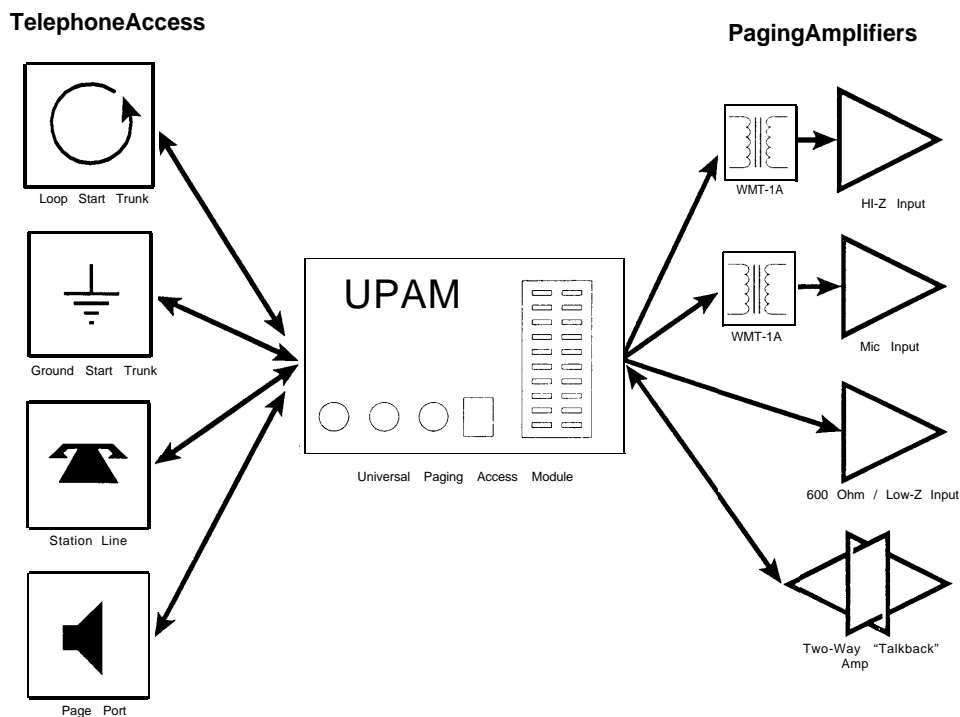 TelephoneAccess
PagingAmplifiers
Loop Start Trunk
WMT-1A
HI-Z Input
UPAM
Ground Start Trunk
WMT-1A
Mic Input
Universal Paging Access Module
600 Ohm / Low-Z Input
Station Line
Two-Way “Talkback”
Amp
Page Port